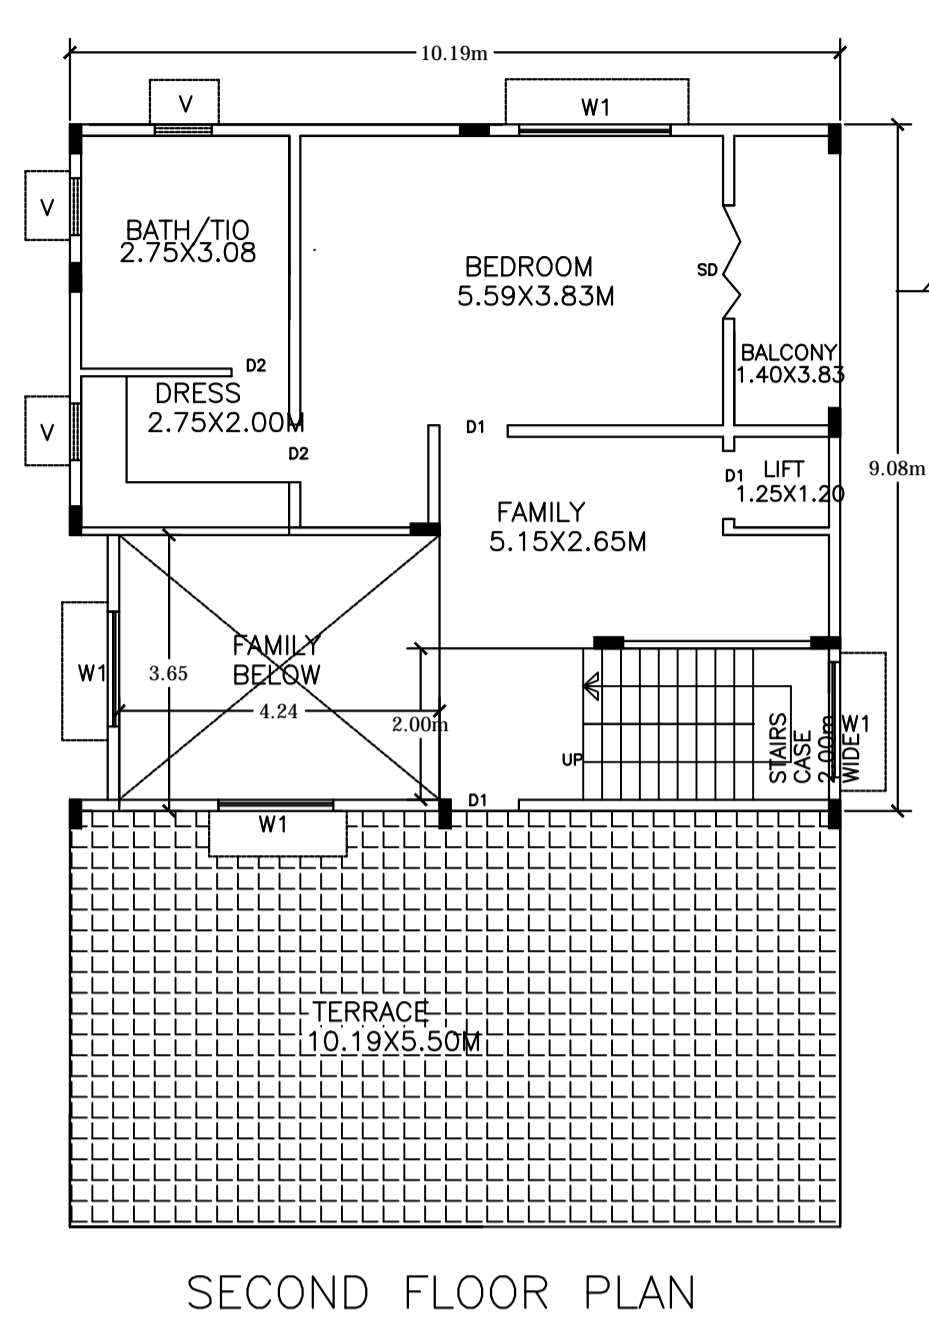 10.19m
V
W1
V
BATH/TIO
2.75X3.08
BEDROOM
5.59X3.83M
SD
BALCONY
1.40X3.83
D2
DRESS
2.75X2.00M
V
D1
D2
D1
LIFT
1.25X1.20
9.08m
FAMILY
5.15X2.65M
FAMILY
BELOW
W1
3.65
4.24
2.00m
UP
STAIRS
CASE
2.00m
WIDE
W1
D1
W1
TERRACE
10.19X5.50M
SECOND FLOOR PLAN